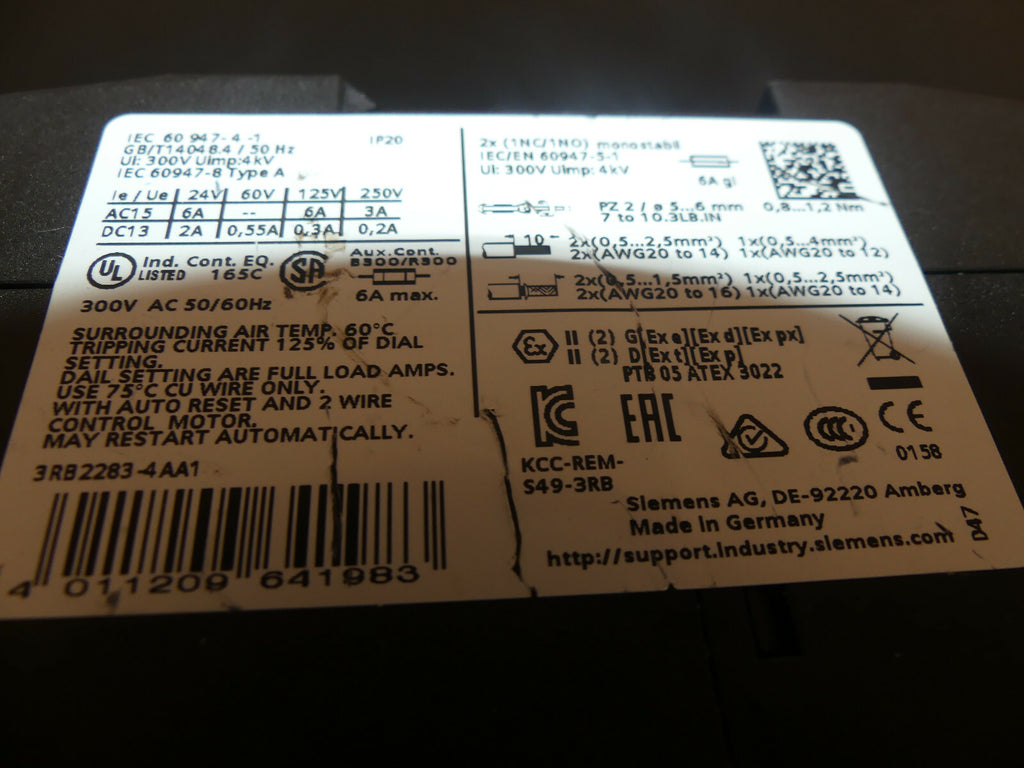 IEC 60 947-4 -1
GB/T14048.4 / 50 Hz
UI: 300V Uimp:4kV
IEC 60947-8 Type A
IP20
Ie / Ue 24V 60V 125V 250V
AC15 6A -- 6A 3A
DC13 2A 0,55A 0,3A 0,2A
UL
LISTED
Ind. Cont. EQ.
165C
SA
Aux.Cont.
B300/R300
6A max.
300V AC 50/60Hz
SURROUNDING AIR TEMP. 60°C
TRIPPING CURRENT 125% OF DIAL
SETTING.
DAIL SETTING ARE FULL LOAD AMPS.
USE 75°C CU WIRE ONLY.
WITH AUTO RESET AND 2 WIRE
CONTROL MOTOR.
MAY RESTART AUTOMATICALLY.
3RB2283-4AA1
4 011209 641983
2x (1NC/1NO) monostabil
IEC/EN 60947-5-1
UI: 300V Uimp: 4kV
6A gl
PZ 2 / ø 5...6 mm
7 to 10.3LB.IN
0,8...1,2 Nm
10
2x(0,5...2,5mm²) 1x(0,5...4mm²)
2x(AWG20 to 14) 1x(AWG20 to 12)
2x(0,5...1,5mm²) 1x(0,5...2,5mm²)
2x(AWG20 to 16) 1x(AWG20 to 14)
Ex
II (2) G[Ex e][Ex d][Ex px]
II (2) D[Ex t][Ex p]
PTB 05 ATEX 3022
KC
KCC-REM-
S49-3RB
EAC
CCC
CE
0158
Siemens AG, DE-92220 Amberg
Made in Germany
http://support.industry.siemens.com
D47